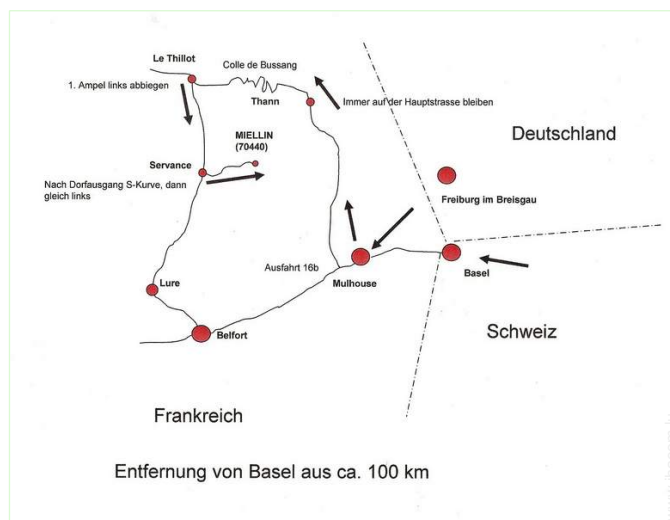 Le Thillot
Colle de Bussang
1. Ampel links abbiegen
Thann
Immer auf der Hauptstrasse bleiben
Deutschland
MIELLIN
(70440)
Servance
Nach Dorfausgang S-Kurve, dann
gleich links
Freiburg im Breisgau
Ausfahrt 16b
Mulhouse
Basel
Lure
Belfort
Schweiz
Frankreich
Entfernung von Basel aus ca. 100 km